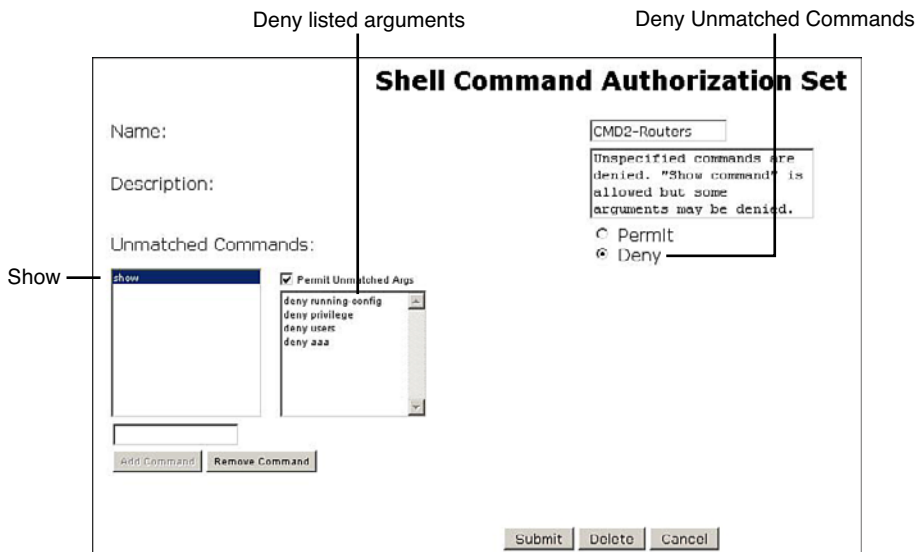 Deny listed arguments
Deny Unmatched Commands
Shell Command Authorization Set
Name:
CMD2-Routers
Description:
Unspecified commands are
denied. "Show command" is
allowed but some
arguments may be denied.
Unmatched Commands:
Permit
Deny
Show
show
Permit Unmatched Args
deny running-config
deny privilege
deny users
deny aaa
Add Command
Remove Command
Submit
Delete
Cancel